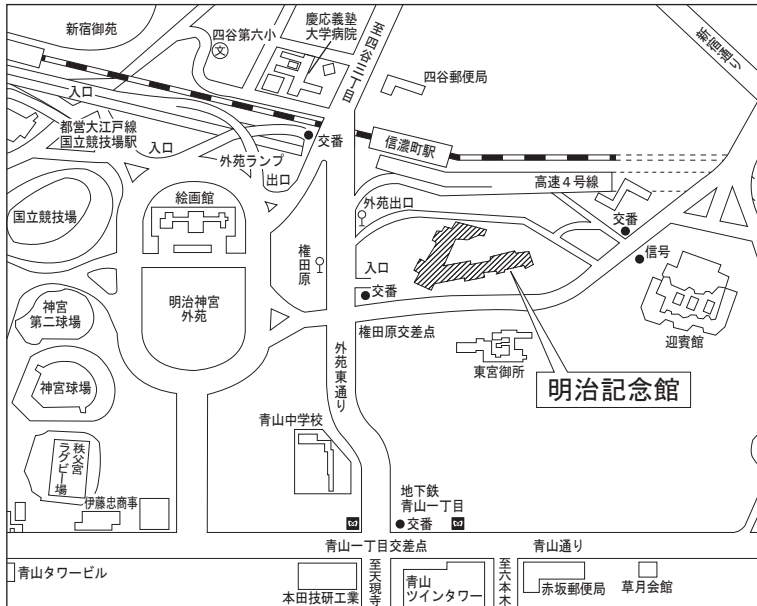 新宿御苑
四谷第六小
文
慶応義塾
大学病院
至四谷三丁目
四谷郵便局
新宿通り
入口
都営大江戸線
国立競技場駅
入口
外苑ランプ
出口
交番
信濃町駅
高速4号線
国立競技場
絵画館
外苑出口
交番
信号
権田原
入口
交番
明治神宮
外苑
神宮
第二球場
権田原交差点
迎賓館
東宮御所
明治記念館
外苑東通り
神宮球場
青山中学校
秩父宮
ラグビー場
伊藤忠商事
地下鉄
青山一丁目
交番
青山一丁目交差点
青山通り
青山タワービル
本田技研工業
至天現寺
青山
ツインタワー
至六本木
赤坂郵便局
草月会館